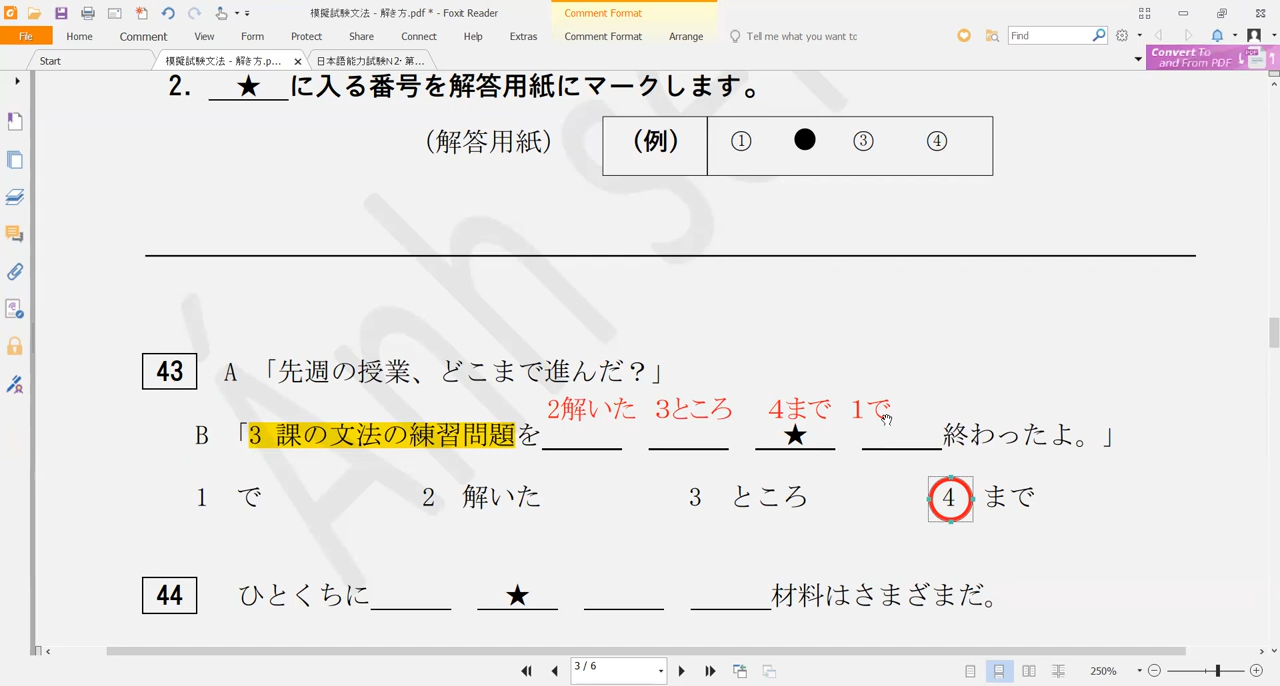 模擬試験文法 - 解き方.pdf * - Foxit Reader
Comment Format
File Home Comment View Form Protect Share Connect Help Extras Comment Format Arrange Tell me what you want to Find
Start 模擬試験文法 - 解き方.p... 日本語能力試験N2· 第...
Convert To
and From PDF
2. ★ に入る番号を解答用紙にマークします。
(解答用紙) (例) ① ● ③ ④
43 A 「先週の授業、どこまで進んだ？」
2解いた 3ところ 4まで 1で
B 「3 課の文法の練習問題を ★ 終わったよ。」
1 で 2 解いた 3 ところ 4 まで
44 ひとくちに ★ 材料はさまざまだ。
Ánh sen
3 / 6
250%